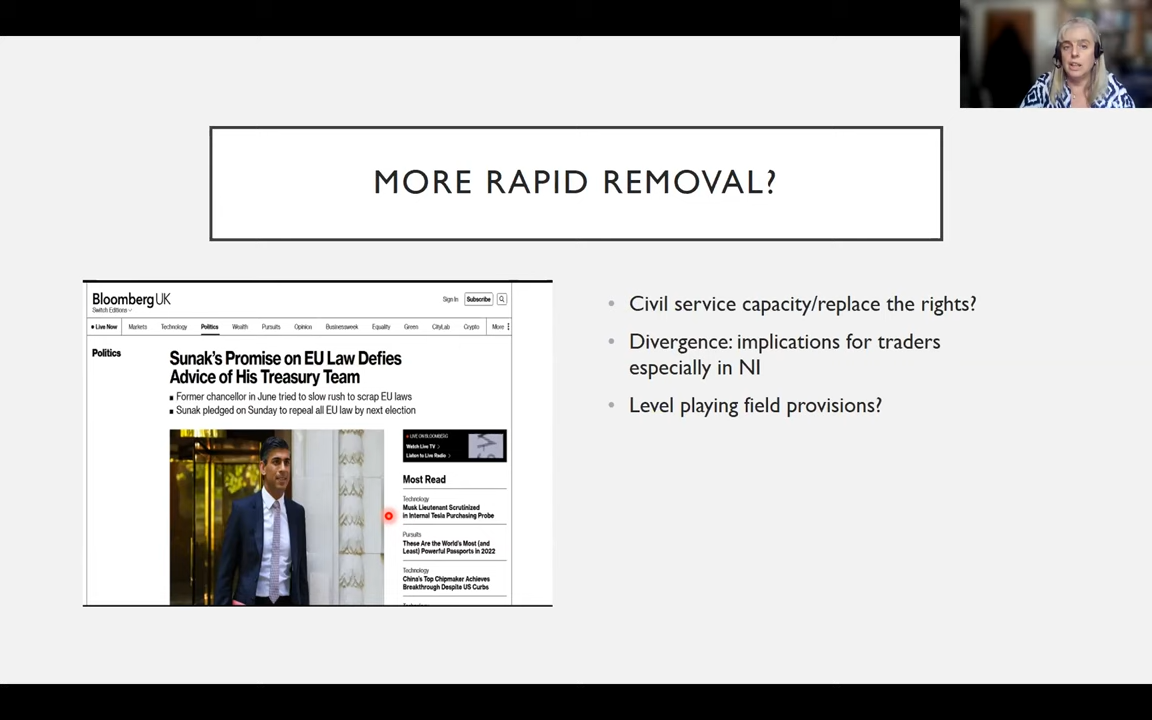 MORE RAPID REMOVAL?
Bloomberg UK
Switch Editions
Sign In
Subscribe
Live Now
Markets
Technology
Politics
Wealth
Pursuits
Opinion
Businessweek
Equality
Green
CityLab
Crypto
More
Politics
Sunak's Promise on EU Law Defies
Advice of His Treasury Team
Former chancellor in June tried to slow rush to scrap EU laws
Sunak pledged on Sunday to repeal all EU law by next election
LIVE ON BLOOMBERG
Watch Live TV
Listen to Live Radio
Most Read
Technology
Musk Lieutenant Scrutinized
in Internal Tesla Purchasing Probe
Pursuits
These Are the World's Most (and
Least) Powerful Passports in 2022
Technology
China's Top Chipmaker Achieves
Breakthrough Despite US Curbs
• Civil service capacity/replace the rights?
• Divergence: implications for traders
especially in NI
• Level playing field provisions?